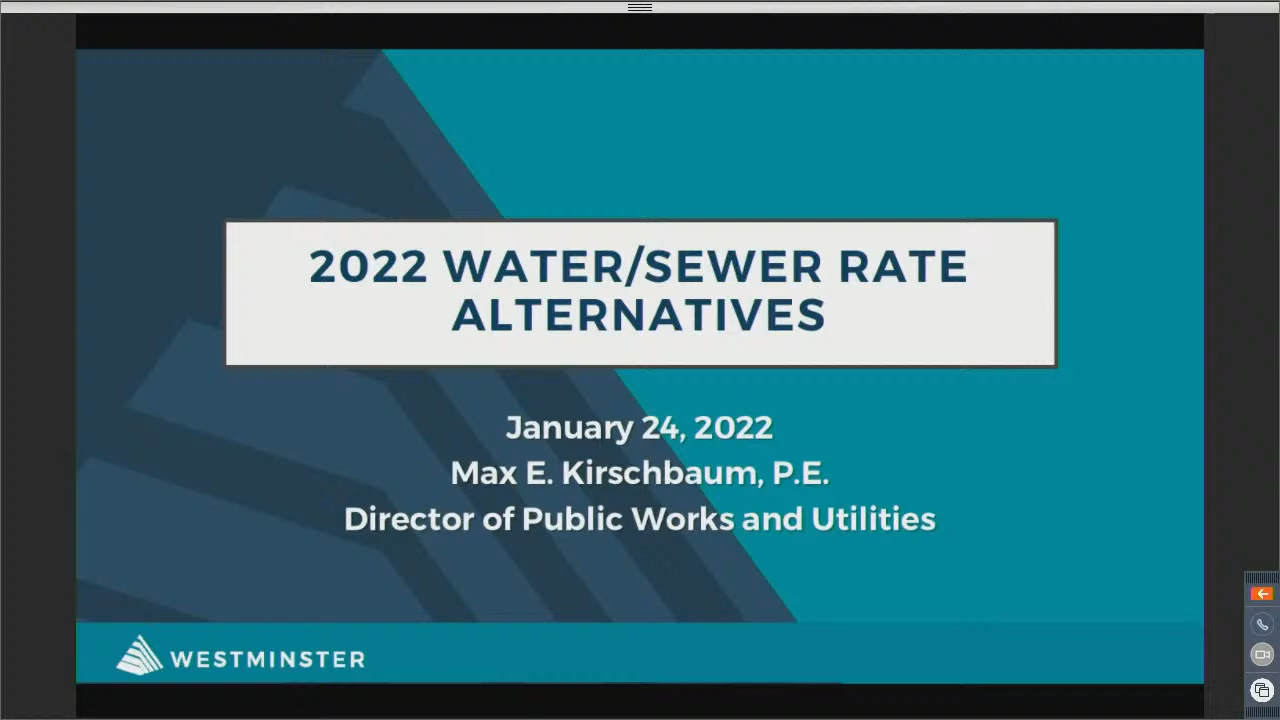 2022 WATER/SEWER RATE
ALTERNATIVES
January 24, 2022
Max E. Kirschbaum, P.E.
Director of Public Works and Utilities
WESTMINSTER